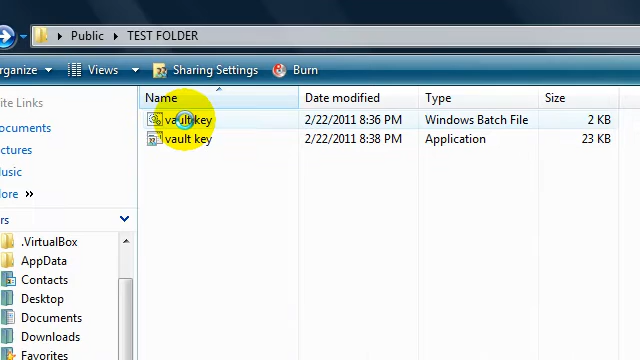 Public TEST FOLDER
rganize Views Sharing Settings Burn
ite Links
Name Date modified Type Size
vault key 2/22/2011 8:36 PM Windows Batch File 2 KB
ocuments
vault key 2/22/2011 8:38 PM Application 23 KB
ictures
usic
ore »
rs
.VirtualBox
AppData
Contacts
Desktop
Documents
Downloads
Favorites